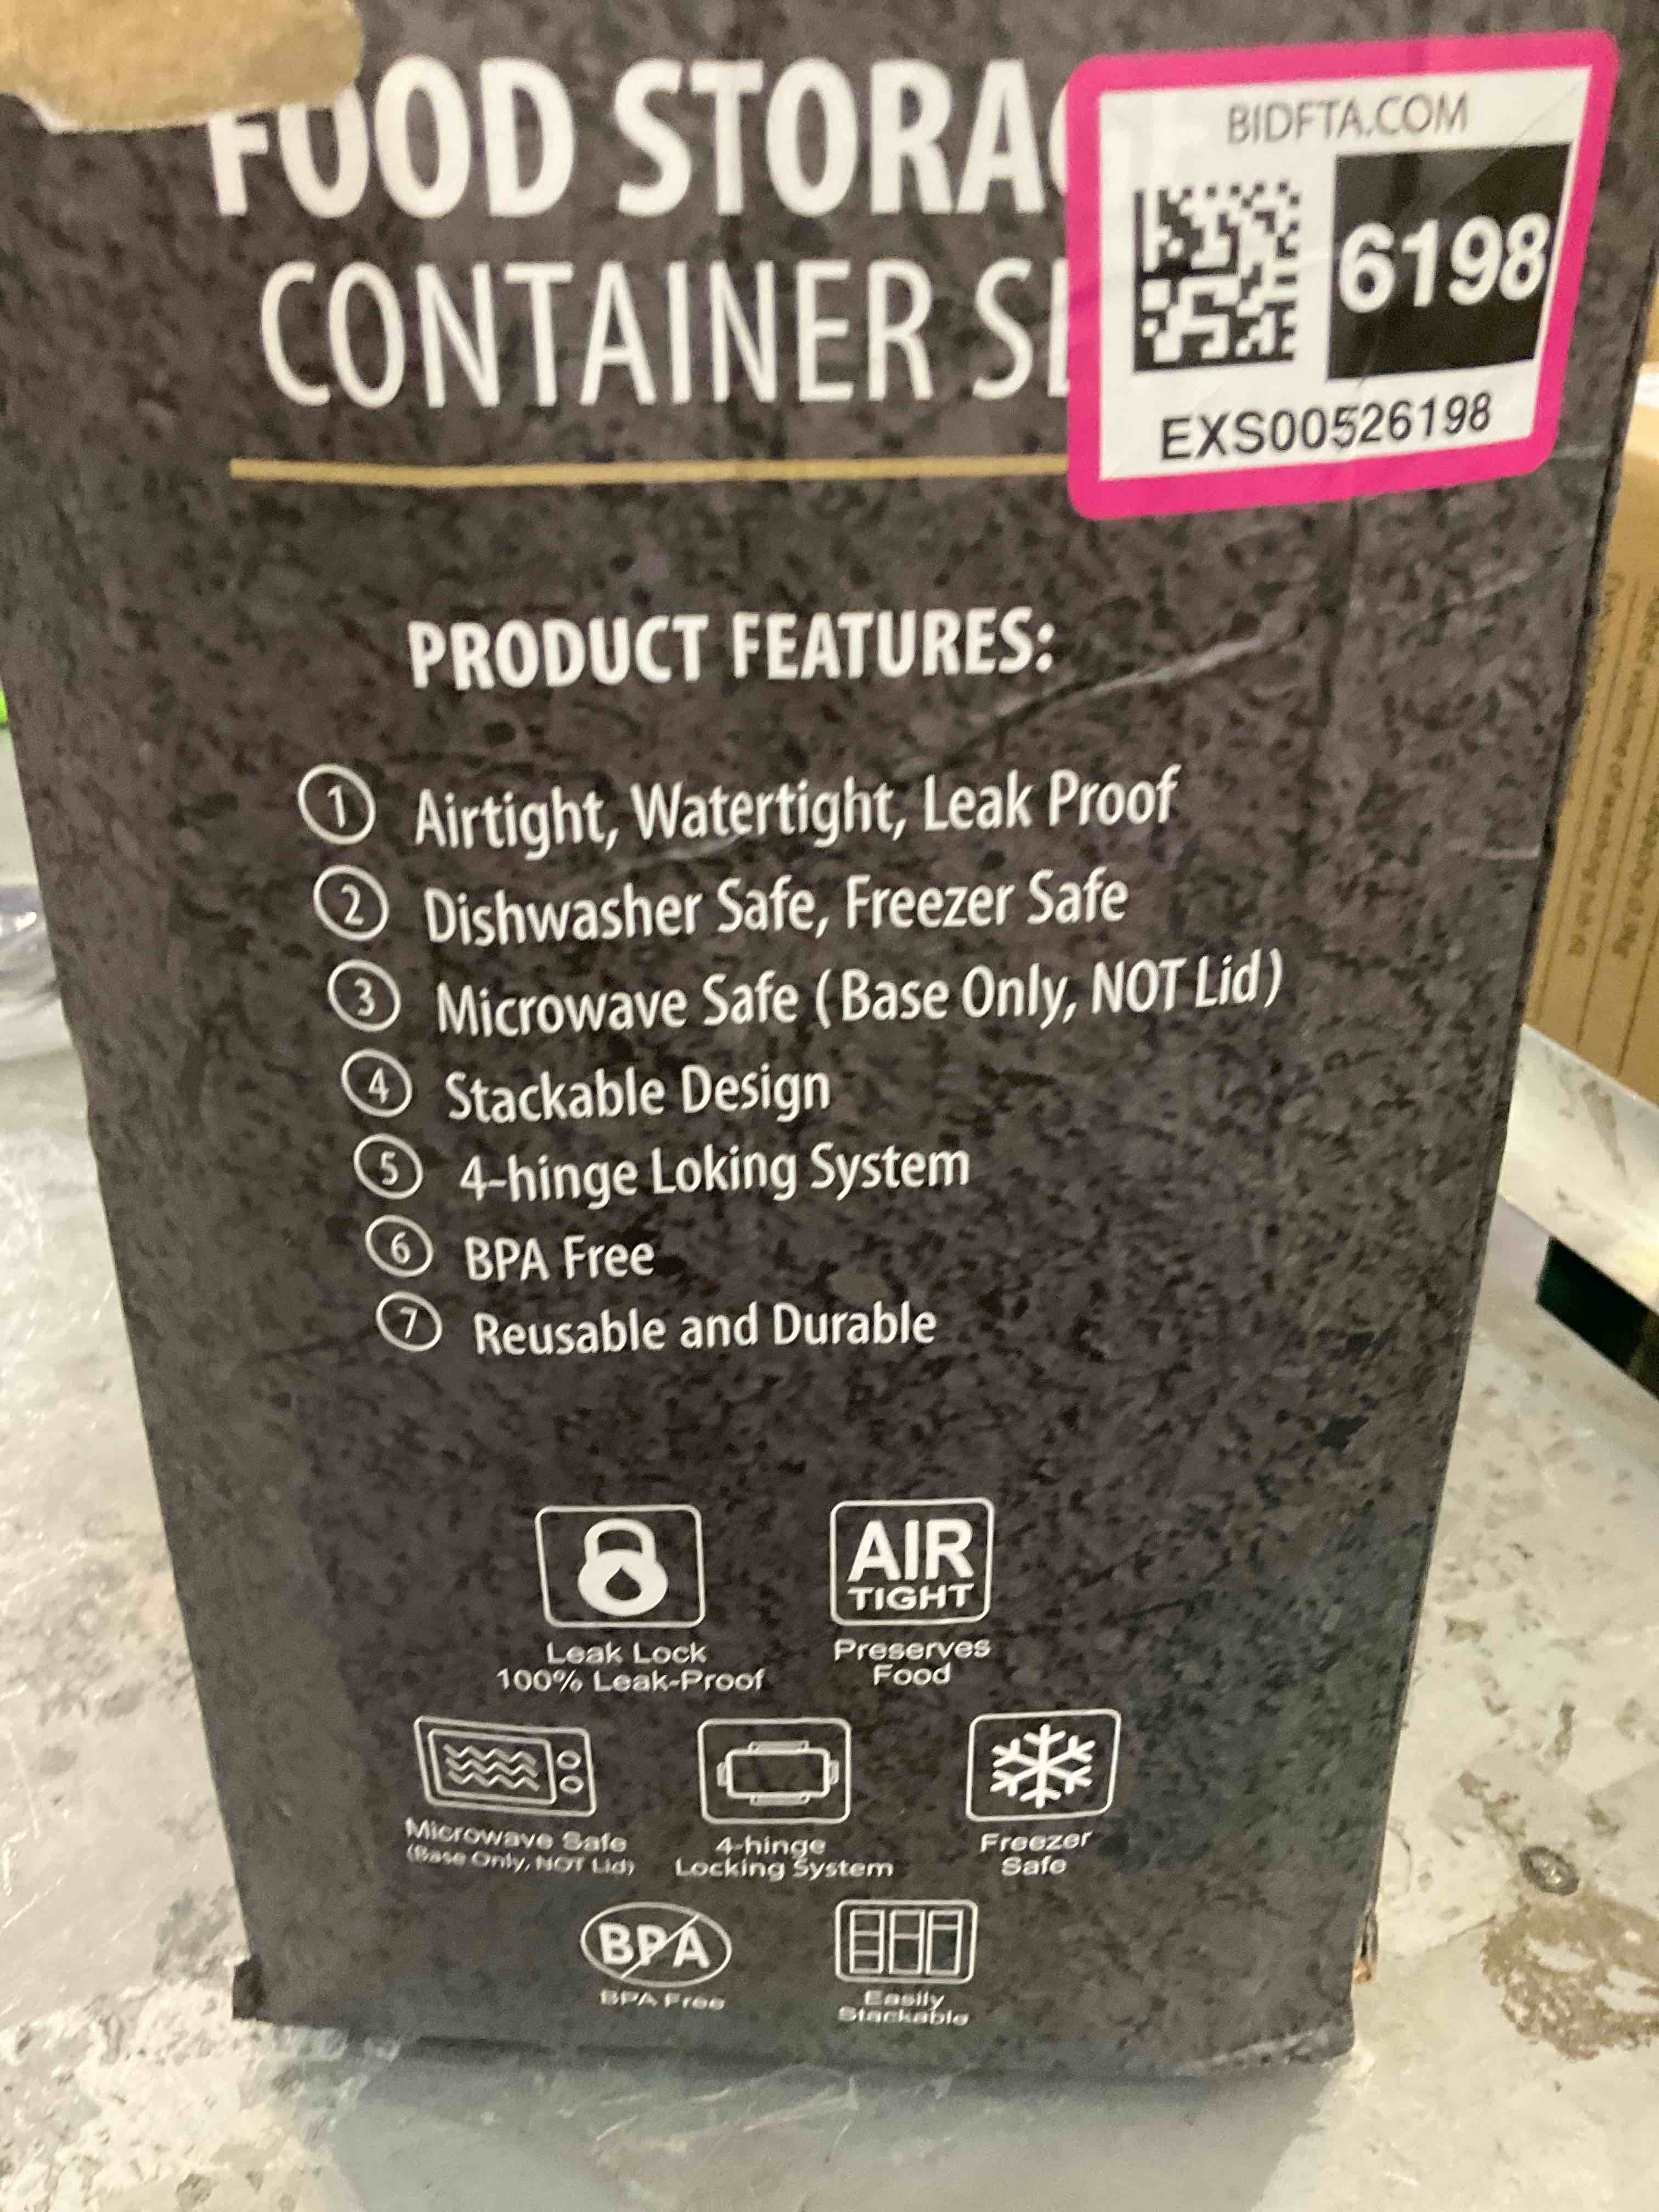 FOOD STORAG
CONTAINER SE
BIDFTA.COM
6198
EXS00526198
PRODUCT FEATURES:
1 Airtight, Watertight, Leak Proof
2 Dishwasher Safe, Freezer Safe
3 Microwave Safe (Base Only, NOT Lid)
4 Stackable Design
5 4-hinge Loking System
6 BPA Free
7 Reusable and Durable
AIR
TIGHT
Leak Lock
100% Leak-Proof
Preserves
Food
Microwave Safe
(Base Only, NOT Lid)
4-hinge
Locking System
Freezer
Safe
BPA
BPA Free
Easily
Stackable